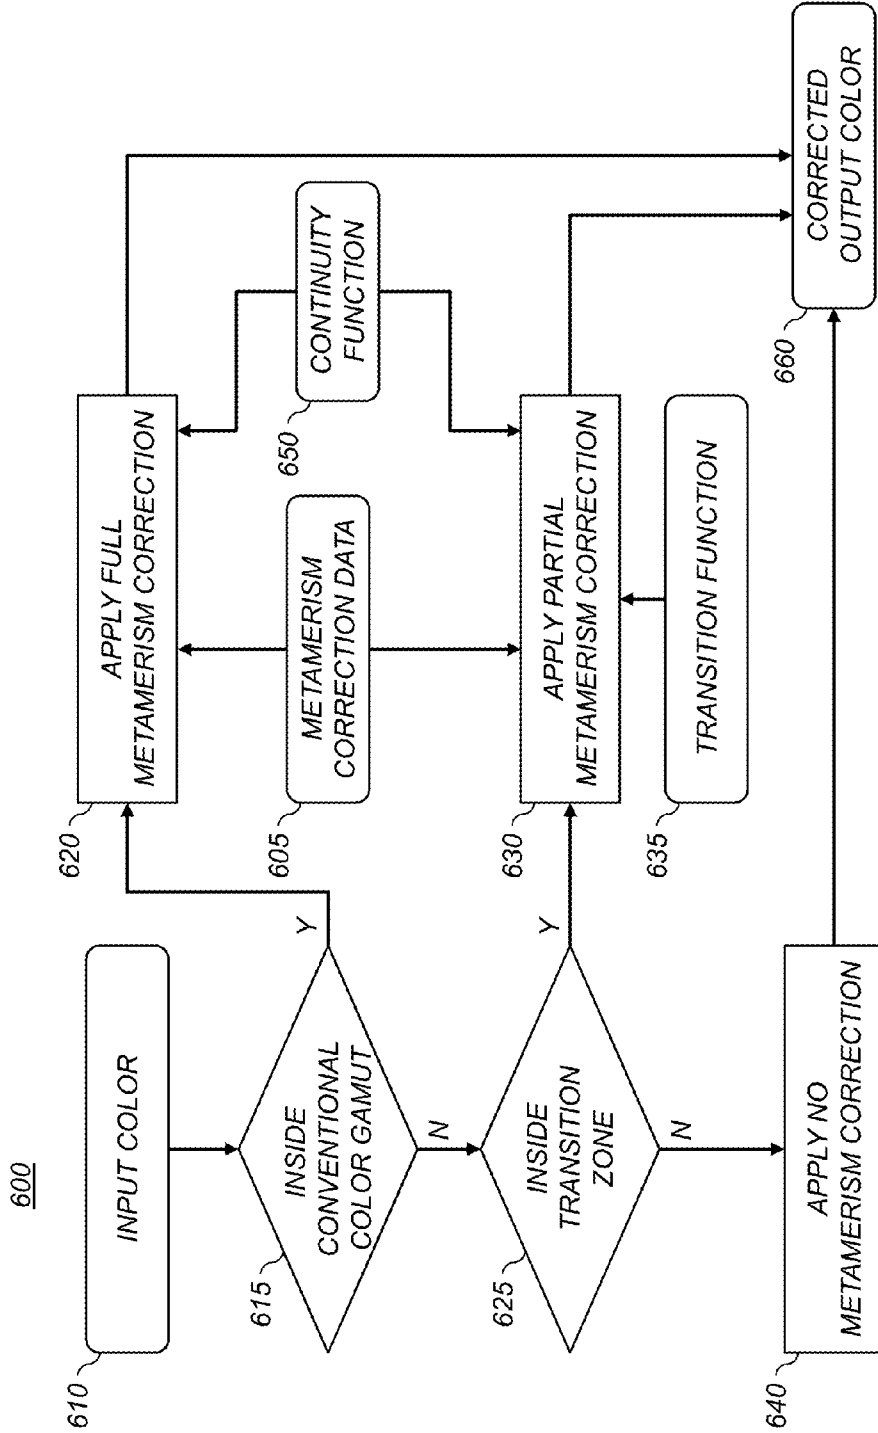 600
610
INPUT COLOR
615
INSIDE
CONVENTIONAL
COLOR GAMUT
Y
N
620
APPLY FULL
METAMERISM CORRECTION
605
METAMERISM
CORRECTION DATA
650
CONTINUITY
FUNCTION
625
INSIDE
TRANSITION
ZONE
Y
N
630
APPLY PARTIAL
METAMERISM CORRECTION
635
TRANSITION FUNCTION
640
APPLY NO
METAMERISM CORRECTION
660
CORRECTED
OUTPUT COLOR